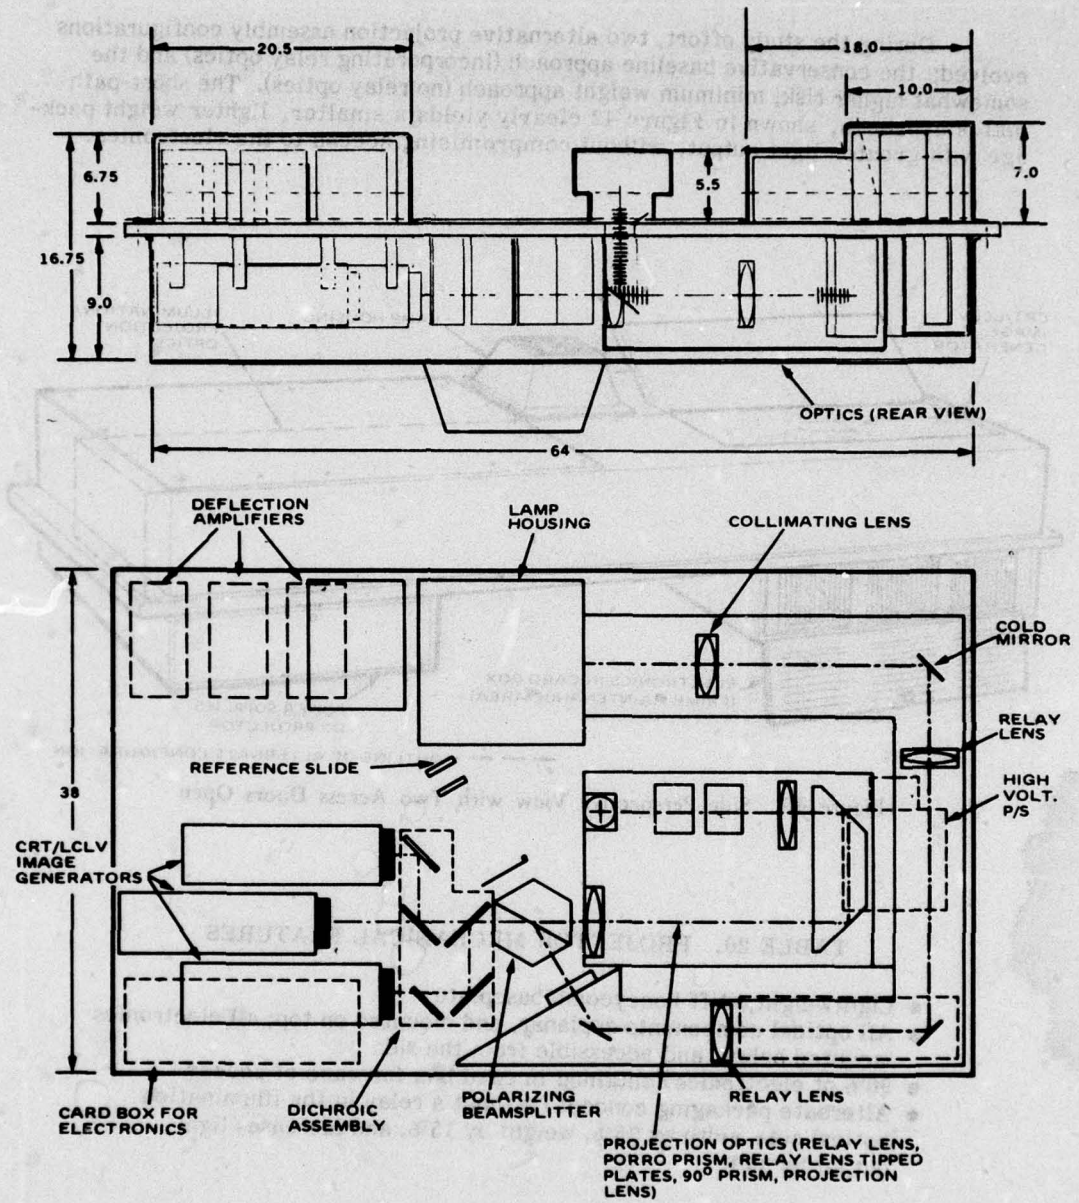 20.5
18.0
10.0
6.75
5.5
7.0
16.75
9.0
OPTICS (REAR VIEW)
64
DEFLECTION
AMPLIFIERS
LAMP
HOUSING
COLLIMATING LENS
COLD
MIRROR
RELAY
LENS
REFERENCE SLIDE
HIGH
VOLT.
P/S
38
CRT/LCLV
IMAGE
GENERATORS
CARD BOX FOR
ELECTRONICS
DICHROIC
ASSEMBLY
POLARIZING
BEAMSPLITTER
RELAY LENS
PROJECTION OPTICS (RELAY LENS,
PORRO PRISM, RELAY LENS TIPPED
PLATES, 90⁰ PRISM, PROJECTION
LENS)